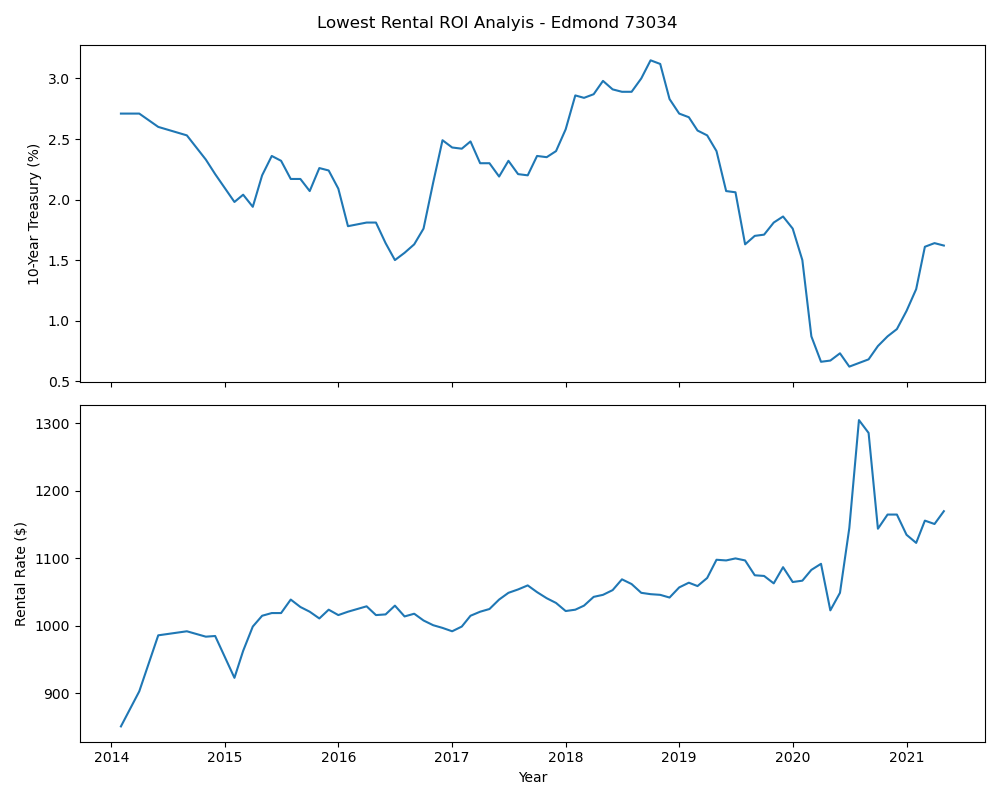 Lowest Rental ROI Analyis - Edmond 73034
10-Year Treasury (%)
3.0
2.5
2.0
1.5
1.0
0.5
Rental Rate ($)
1300
1200
1100
1000
900
2014 2015 2016 2017 2018 2019 2020 2021
Year